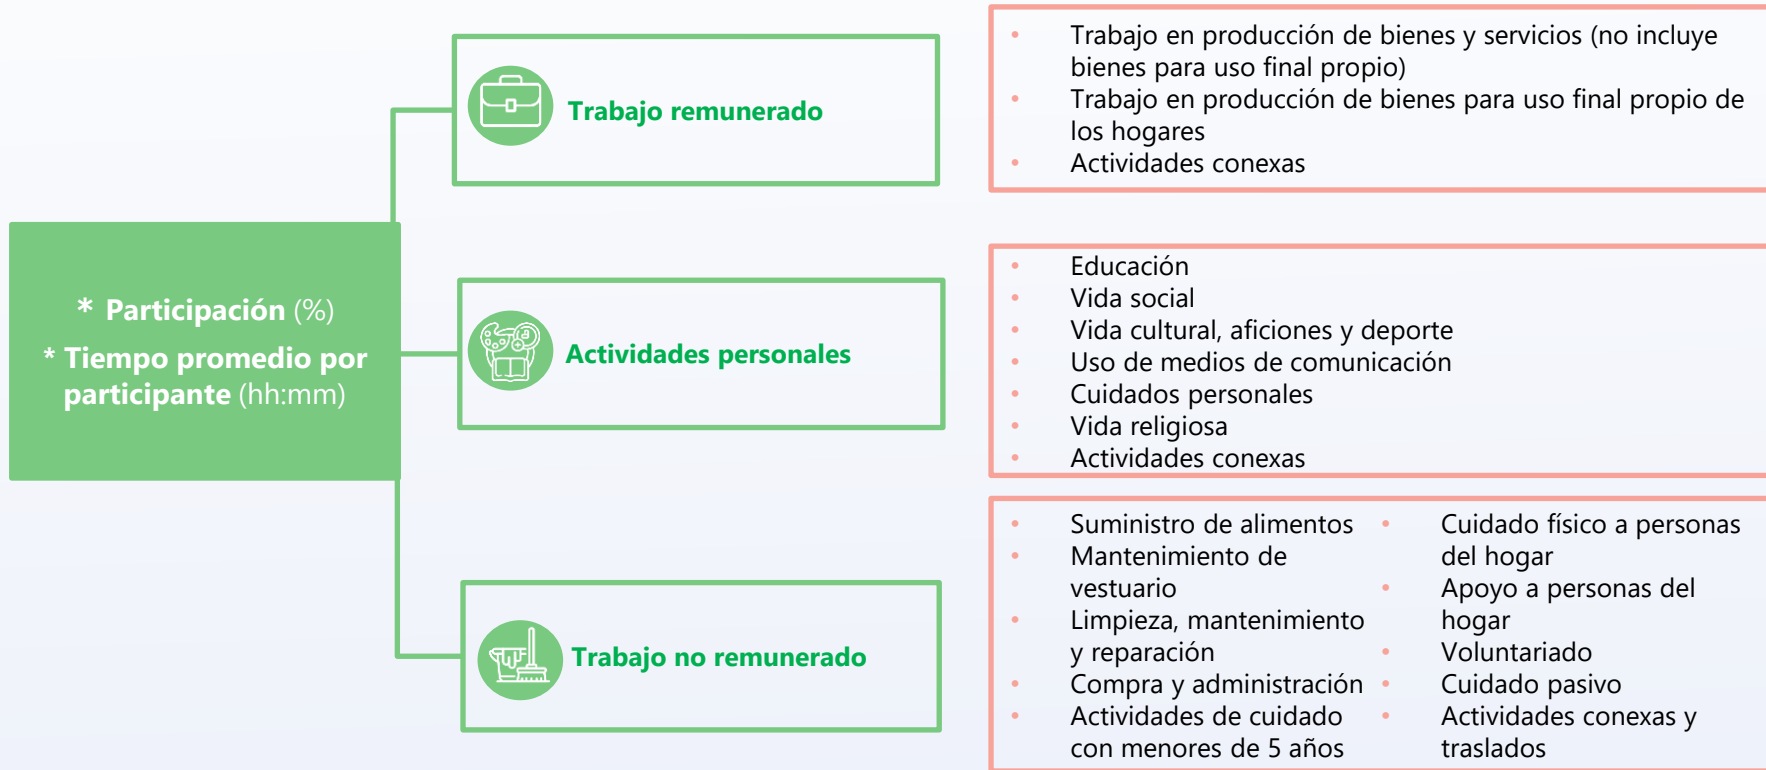 * Participación (%)
* Tiempo promedio por
participante (hh:mm)
Trabajo remunerado
• Trabajo en producción de bienes y servicios (no incluye
bienes para uso final propio)
• Trabajo en producción de bienes para uso final propio de
los hogares
• Actividades conexas
Actividades personales
• Educación
• Vida social
• Vida cultural, aficiones y deporte
• Uso de medios de comunicación
• Cuidados personales
• Vida religiosa
• Actividades conexas
Trabajo no remunerado
• Suministro de alimentos
• Mantenimiento de
vestuario
• Limpieza, mantenimiento
y reparación
• Compra y administración
• Actividades de cuidado
con menores de 5 años
• Cuidado físico a personas
del hogar
• Apoyo a personas del
hogar
• Voluntariado
• Cuidado pasivo
• Actividades conexas y
traslados